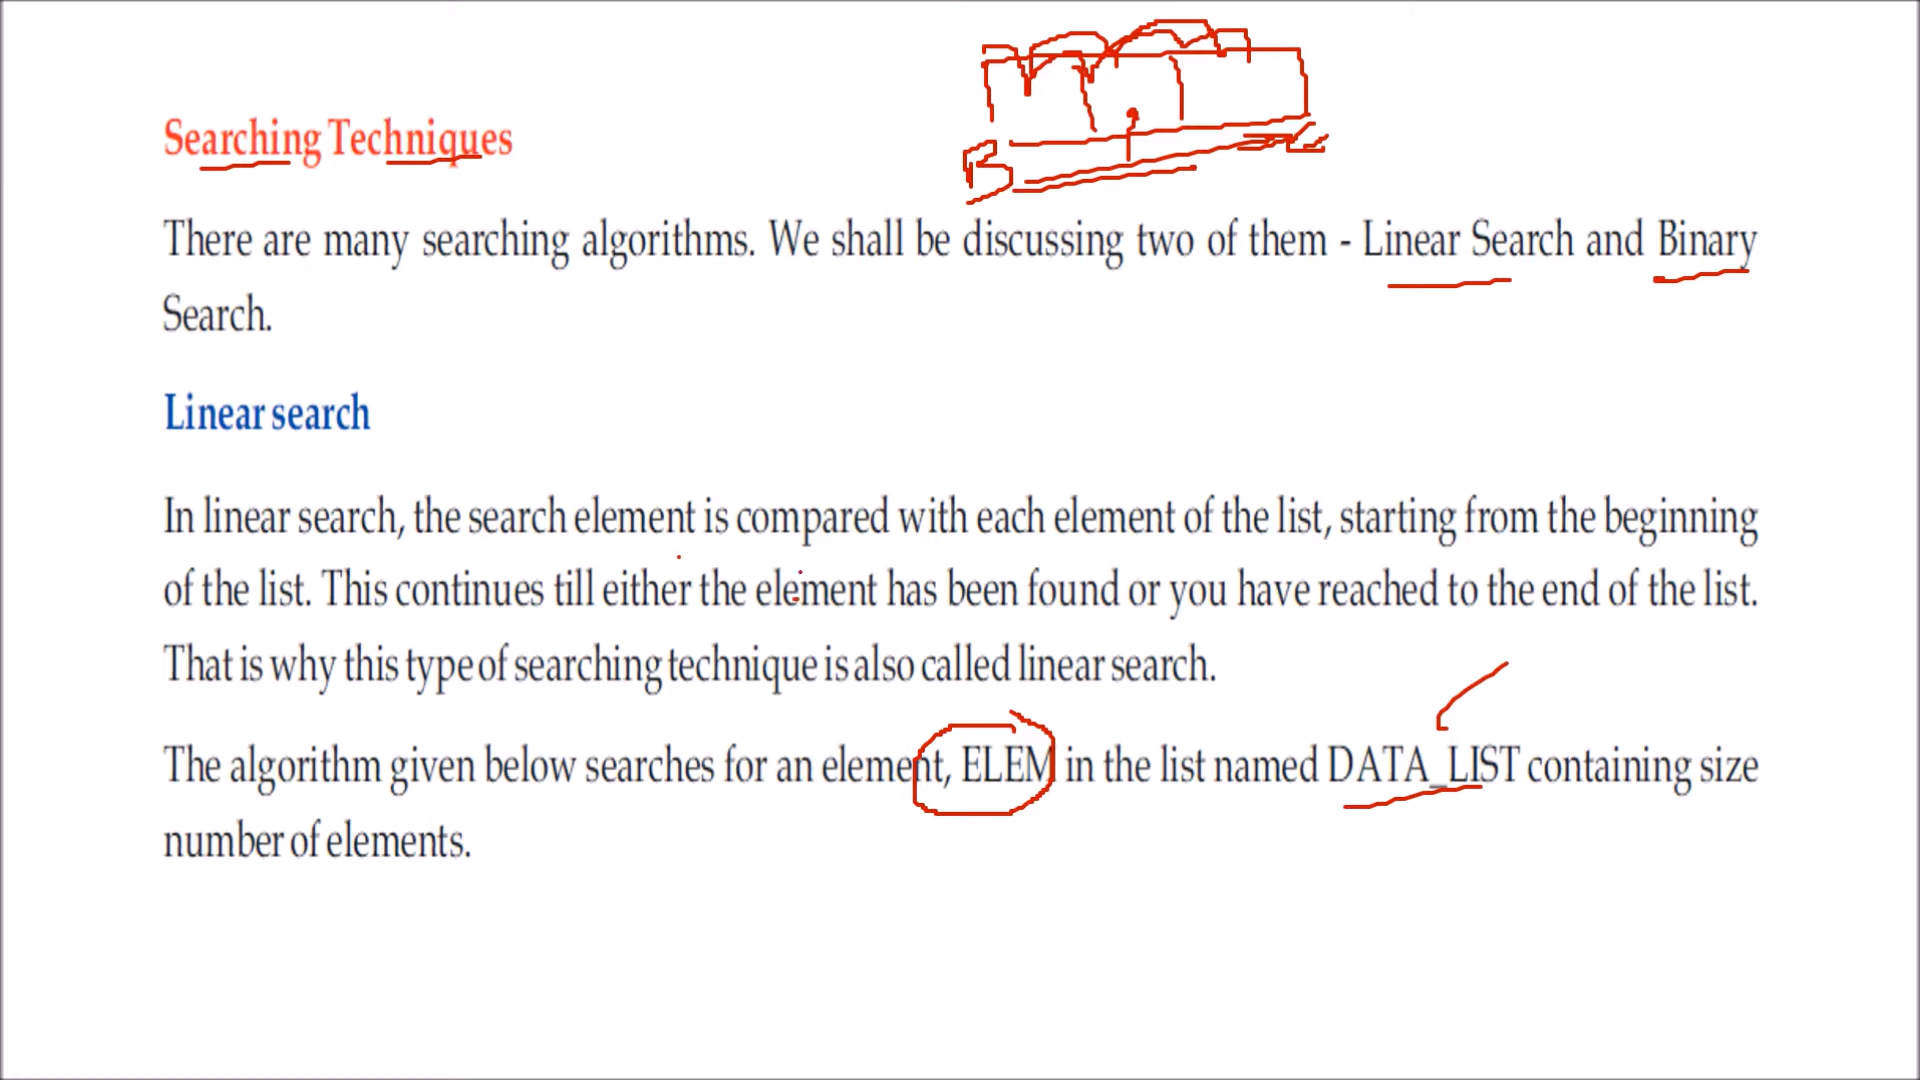 Searching Techniques
There are many searching algorithms. We shall be discussing two of them - Linear Search and Binary
Search.
Linear search
In linear search, the search element is compared with each element of the list, starting from the beginning
of the list. This continues till either the element has been found or you have reached to the end of the list.
That is why this type of searching technique is also called linear search.
The algorithm given below searches for an element, ELEM in the list named DATA_LIST containing size
number of elements.